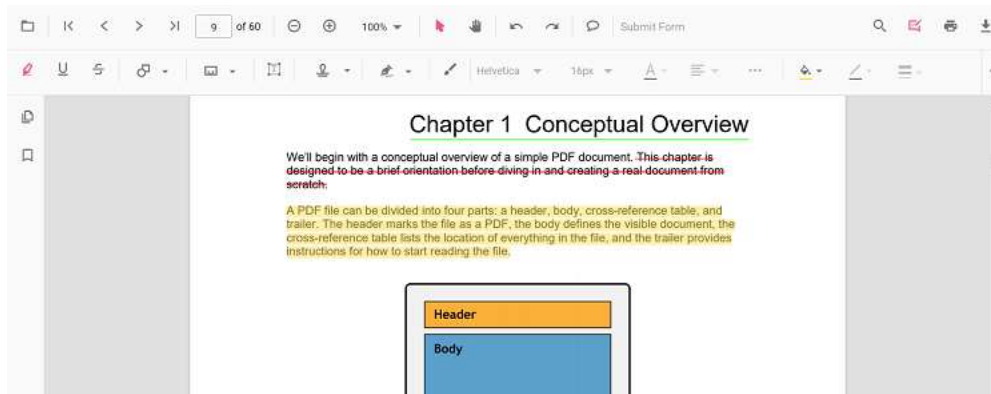 9 of 60 100% Submit Form
Helvetica 16px A
Chapter 1 Conceptual Overview
We'll begin with a conceptual overview of a simple PDF document. This chapter is
designed to be a brief orientation before diving in and creating a real document from
scratch.
A PDF file can be divided into four parts: a header, body, cross-reference table, and
trailer. The header marks the file as a PDF, the body defines the visible document, the
cross-reference table lists the location of everything in the file, and the trailer provides
instructions for how to start reading the file.
Header
Body